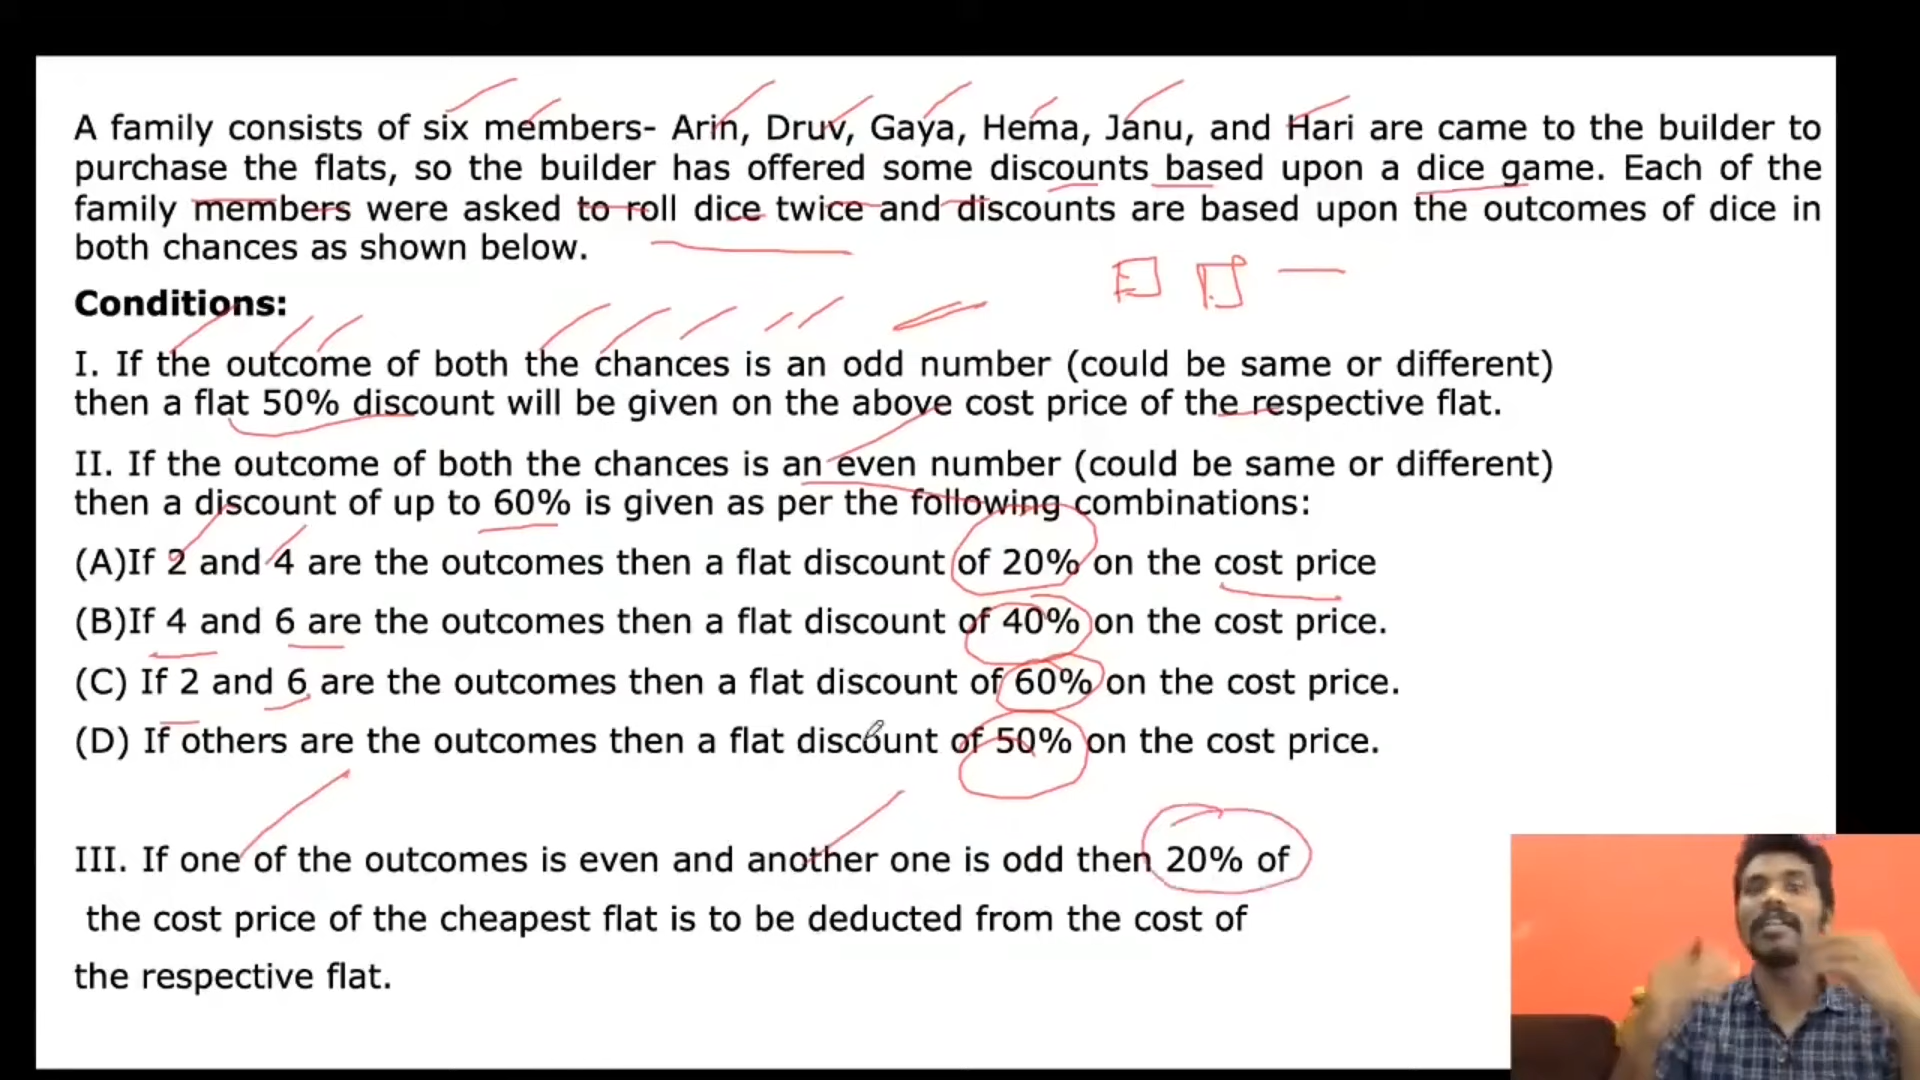 A family consists of six members- Arin, Druv, Gaya, Hema, Janu, and Hari are came to the builder to
purchase the flats, so the builder has offered some discounts based upon a dice game. Each of the
family members were asked to roll dice twice and discounts are based upon the outcomes of dice in
both chances as shown below.
Conditions:
I. If the outcome of both the chances is an odd number (could be same or different)
then a flat 50% discount will be given on the above cost price of the respective flat.
II. If the outcome of both the chances is an even number (could be same or different)
then a discount of up to 60% is given as per the following combinations:
(A)If 2 and 4 are the outcomes then a flat discount of 20% on the cost price
(B)If 4 and 6 are the outcomes then a flat discount of 40% on the cost price.
(C) If 2 and 6 are the outcomes then a flat discount of 60% on the cost price.
(D) If others are the outcomes then a flat discount of 50% on the cost price.
III. If one of the outcomes is even and another one is odd then 20% of
the cost price of the cheapest flat is to be deducted from the cost of
the respective flat.